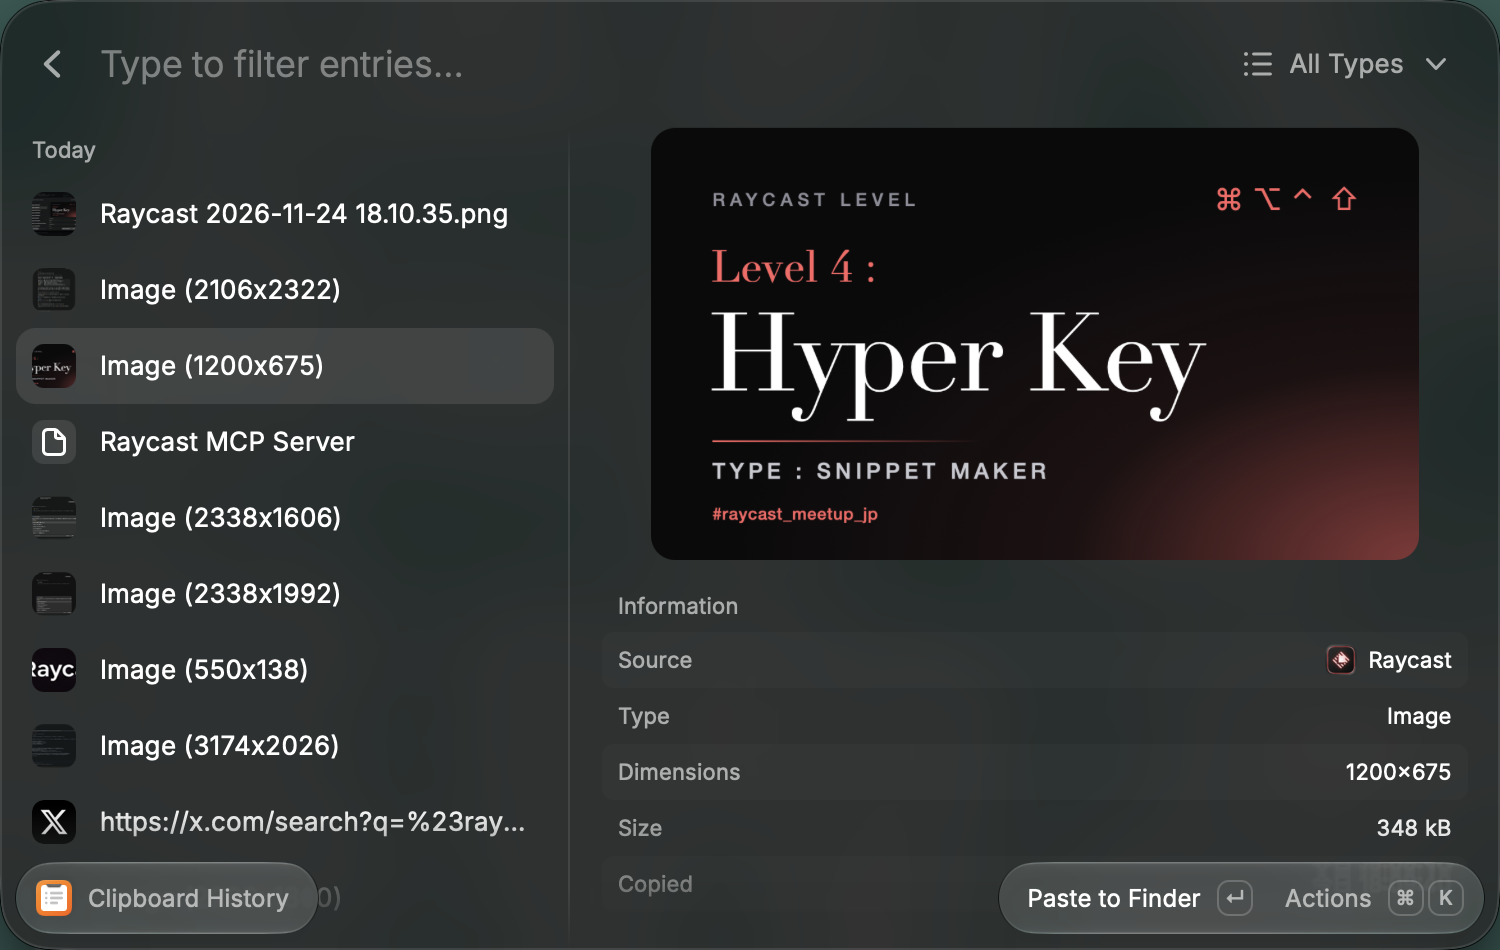 Type to filter entries...
All Types
Today
Raycast 2026-11-24 18.10.35.png
Image (2106x2322)
Image (1200x675)
Raycast MCP Server
Image (2338x1606)
Image (2338x1992)
Image (550x138)
Image (3174x2026)
https://x.com/search?q=%23ray...
Clipboard History
RAYCAST LEVEL
⌘ ⌥ ⌃ ⇧
Level 4 :
Hyper Key
TYPE : SNIPPET MAKER
#raycast_meetup_jp
Information
Source Raycast
Type Image
Dimensions 1200×675
Size 348 kB
Copied
Paste to Finder ↵ Actions ⌘ K